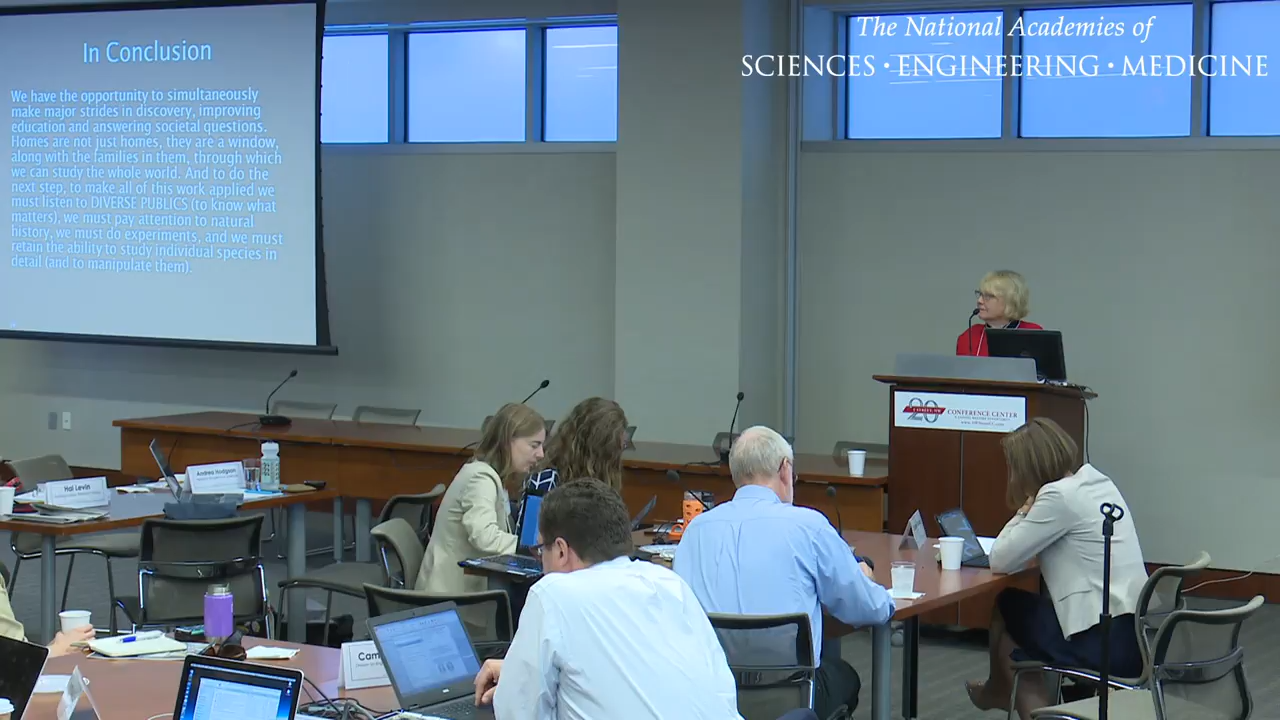 In Conclusion
We have the opportunity to simultaneously
make major strides in discovery, improving
education and answering societal questions.
Homes are not just homes, they are a window,
along with the families in them, through which
we can study the whole world. And to do the
next step, to make all of this work applied we
must listen to DIVERSE PUBLICS (to know what
matters), we must pay attention to natural
history, we must do experiments, and we must
retain the ability to study individual species in
detail (and to manipulate them).
The National Academies of
SCIENCES · ENGINEERING · MEDICINE
20 CONFERENCE CENTER
Hal Levin
Andrea Hodgson
Cam